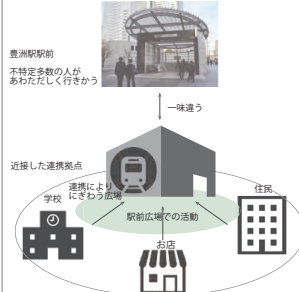 豊洲駅駅前
不特定多数の人が
あわただしく行きかう
一味違う
近接した連携拠点
連携により
にぎわう広場
学校
住民
駅前広場での活動
お店